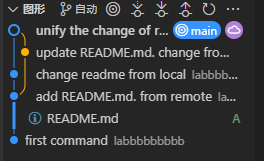 图形 自动
unify the change of r... main
update README.md. change fro...
change readme from local labbbb...
add README.md. from remote la...
README.md A
first command labbbbbbbbb